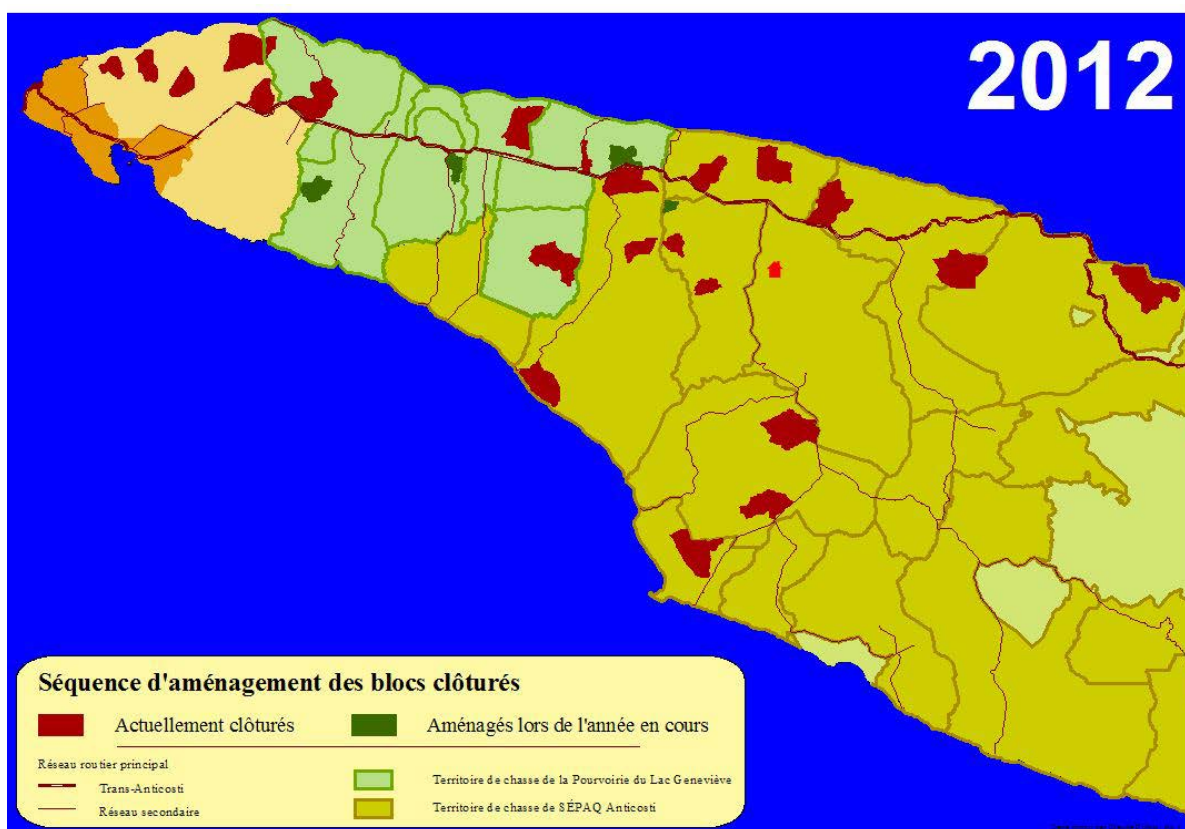 2012
Séquence d'aménagement des blocs clôturés
Actuellement clôturés
Aménagés lors de l'année en cours
Réseau routier principal
Trans-Anticosti
Réseau secondaire
Territoire de chasse de la Pourvoirie du Lac Geneviève
Territoire de chasse de SÉPAQ Anticosti